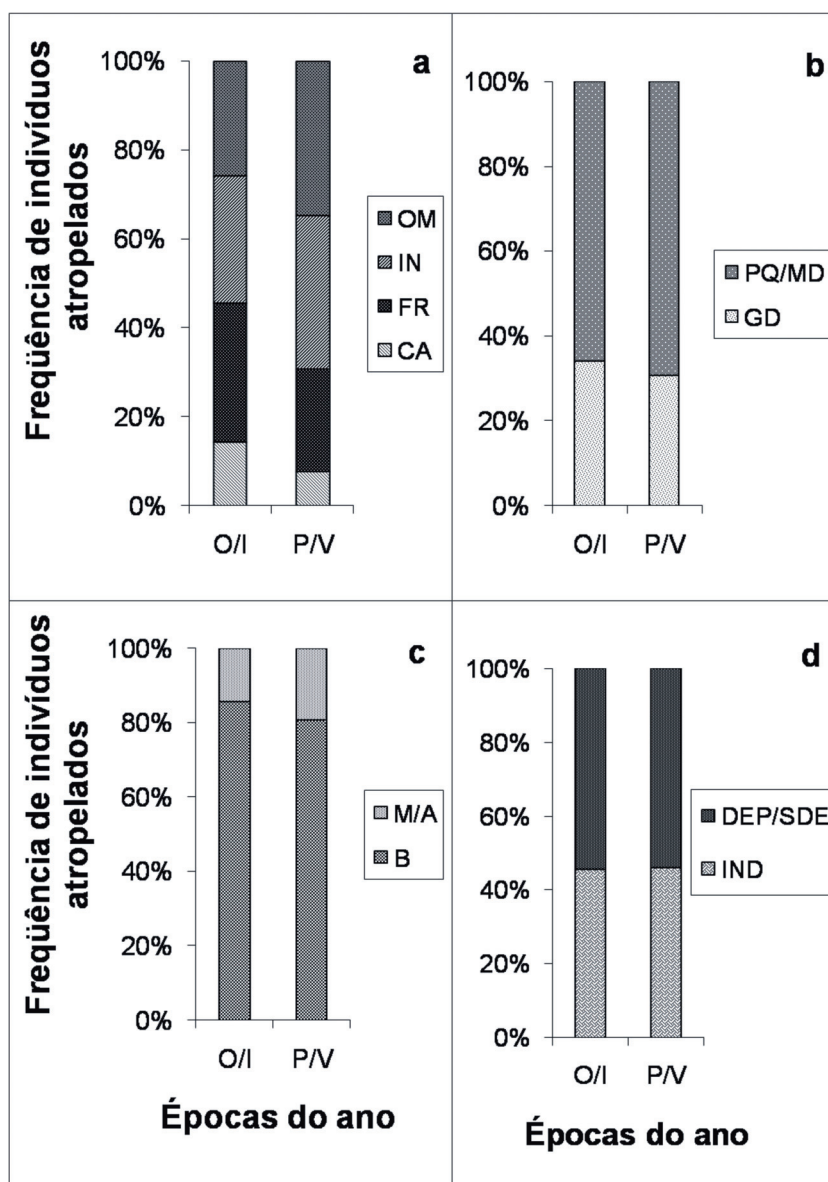 a
Freqüência de indivíduos
atropelados
100%
80%
60%
40%
20%
0%
O/I P/V
OM
IN
FR
CA
b
100%
80%
60%
40%
20%
0%
O/I P/V
PQ/MD
GD
c
Freqüência de indivíduos
atropelados
100%
80%
60%
40%
20%
0%
O/I P/V
Épocas do ano
M/A
B
d
100%
80%
60%
40%
20%
0%
O/I P/V
Épocas do ano
DEP/SDE
IND